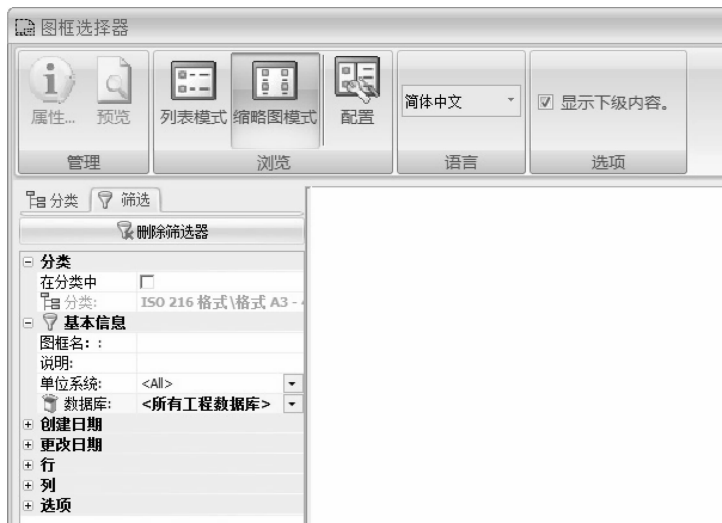 图框选择器
属性... 预览 列表模式 缩略图模式 配置 简体中文 显示下级内容。
管理 浏览 语言 选项
分类 筛选
删除筛选器
分类
在分类中
分类: ISO 216 格式\格式 A3 -
基本信息
图框名: :
说明:
单位系统: <All>
数据库: <所有工程数据库>
创建日期
更改日期
行
列
选项